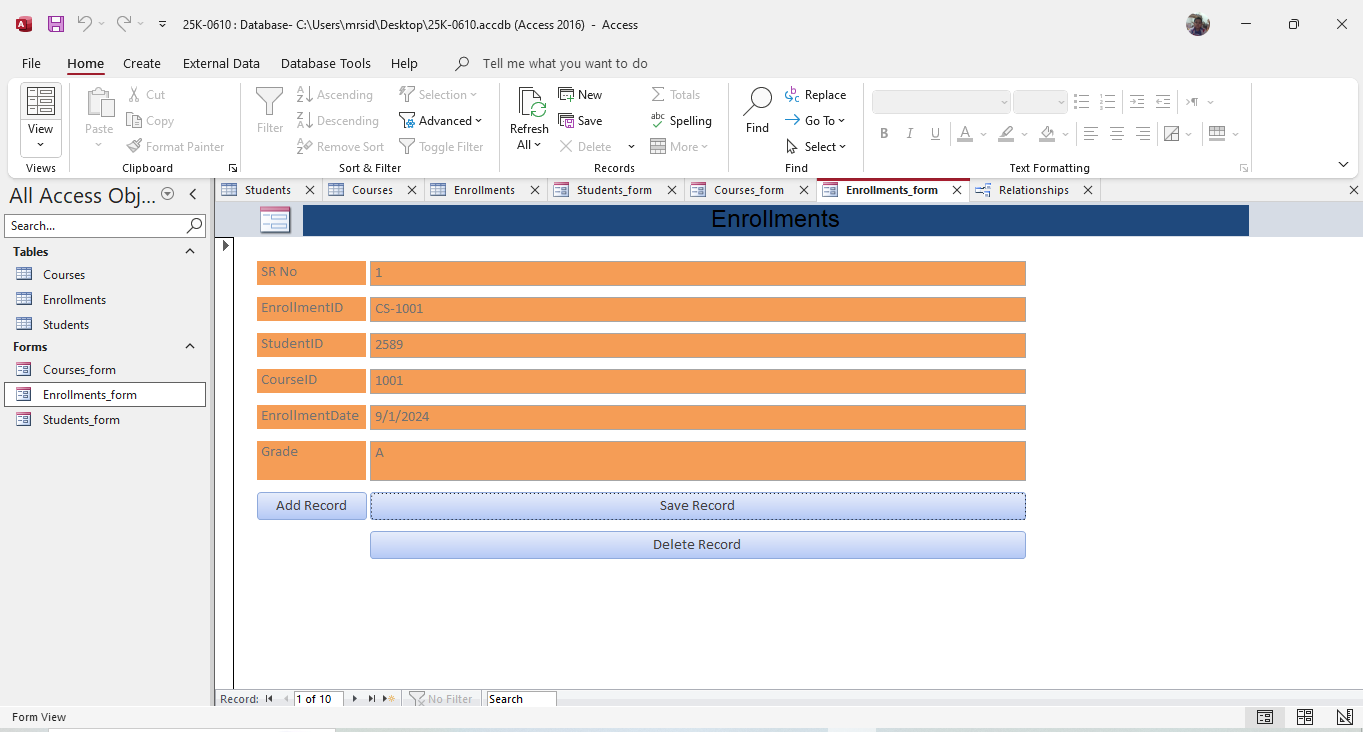 25K-0610 : Database- C:\Users\mrsid\Desktop\25K-0610.accdb (Access 2016) - Access
File Home Create External Data Database Tools Help Tell me what you want to do
View Paste Cut Copy Format Painter
Views Clipboard
Filter Ascending Descending Remove Sort Selection Advanced Toggle Filter
Sort & Filter
Refresh All New Save Delete Totals Spelling More
Records
Find Replace Go To Select
Find
B I U A
Text Formatting
All Access Obj...
Search...
Tables
Courses
Enrollments
Students
Forms
Courses_form
Enrollments_form
Students_form
Students Courses Enrollments Students_form Courses_form Enrollments_form Relationships
Enrollments
SR No 1
EnrollmentID CS-1001
StudentID 2589
CourseID 1001
EnrollmentDate 9/1/2024
Grade A
Add Record Save Record
Delete Record
Record: 1 of 10 No Filter Search
Form View